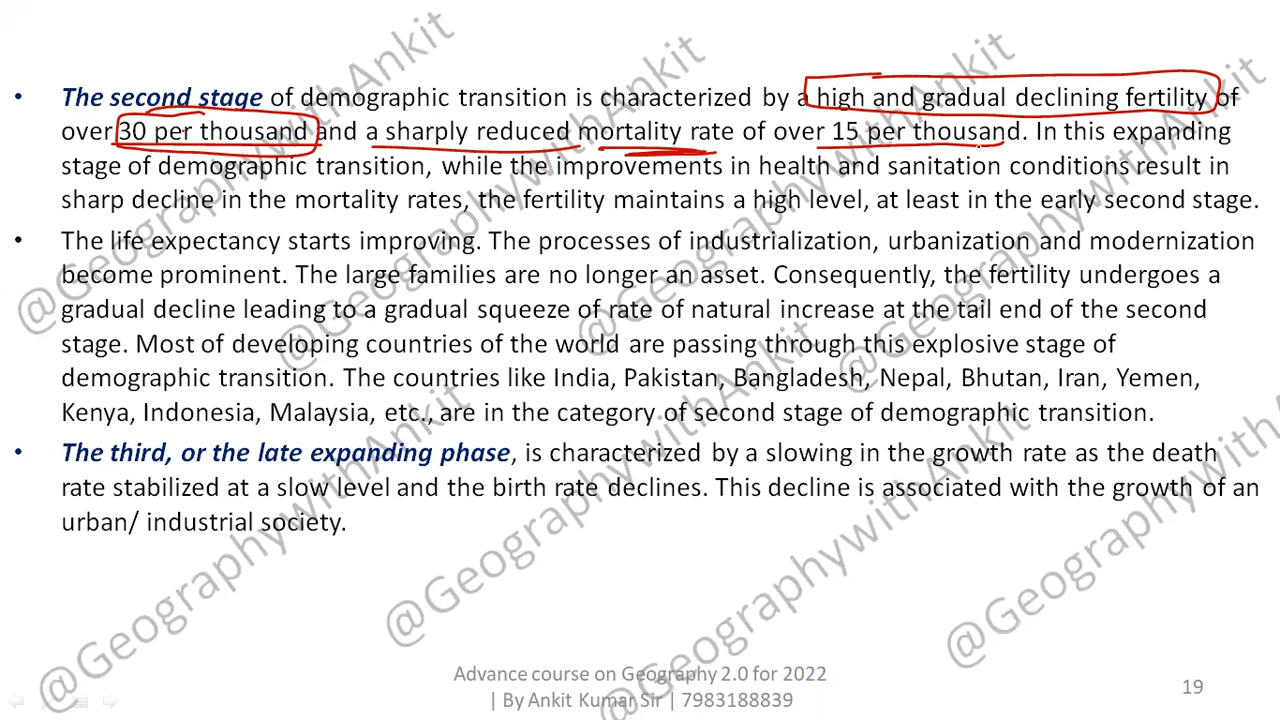 • The second stage of demographic transition is characterized by a high and gradual declining fertility of
over 30 per thousand and a sharply reduced mortality rate of over 15 per thousand. In this expanding
stage of demographic transition, while the improvements in health and sanitation conditions result in
sharp decline in the mortality rates, the fertility maintains a high level, at least in the early second stage.
• The life expectancy starts improving. The processes of industrialization, urbanization and modernization
become prominent. The large families are no longer an asset. Consequently, the fertility undergoes a
gradual decline leading to a gradual squeeze of rate of natural increase at the tail end of the second
stage. Most of developing countries of the world are passing through this explosive stage of
demographic transition. The countries like India, Pakistan, Bangladesh, Nepal, Bhutan, Iran, Yemen,
Kenya, Indonesia, Malaysia, etc., are in the category of second stage of demographic transition.
• The third, or the late expanding phase, is characterized by a slowing in the growth rate as the death
rate stabilized at a slow level and the birth rate declines. This decline is associated with the growth of an
urban/ industrial society.
@GeographywithAnkit
@GeographywithAnkit
@GeographywithAnkit
@GeographywithAnkit
@GeographywithAnkit
@GeographywithAnkit
@GeographywithAnkit
@GeographywithAnkit
Advance course on Geography 2.0 for 2022
| By Ankit Kumar Sir | 7983188839
19